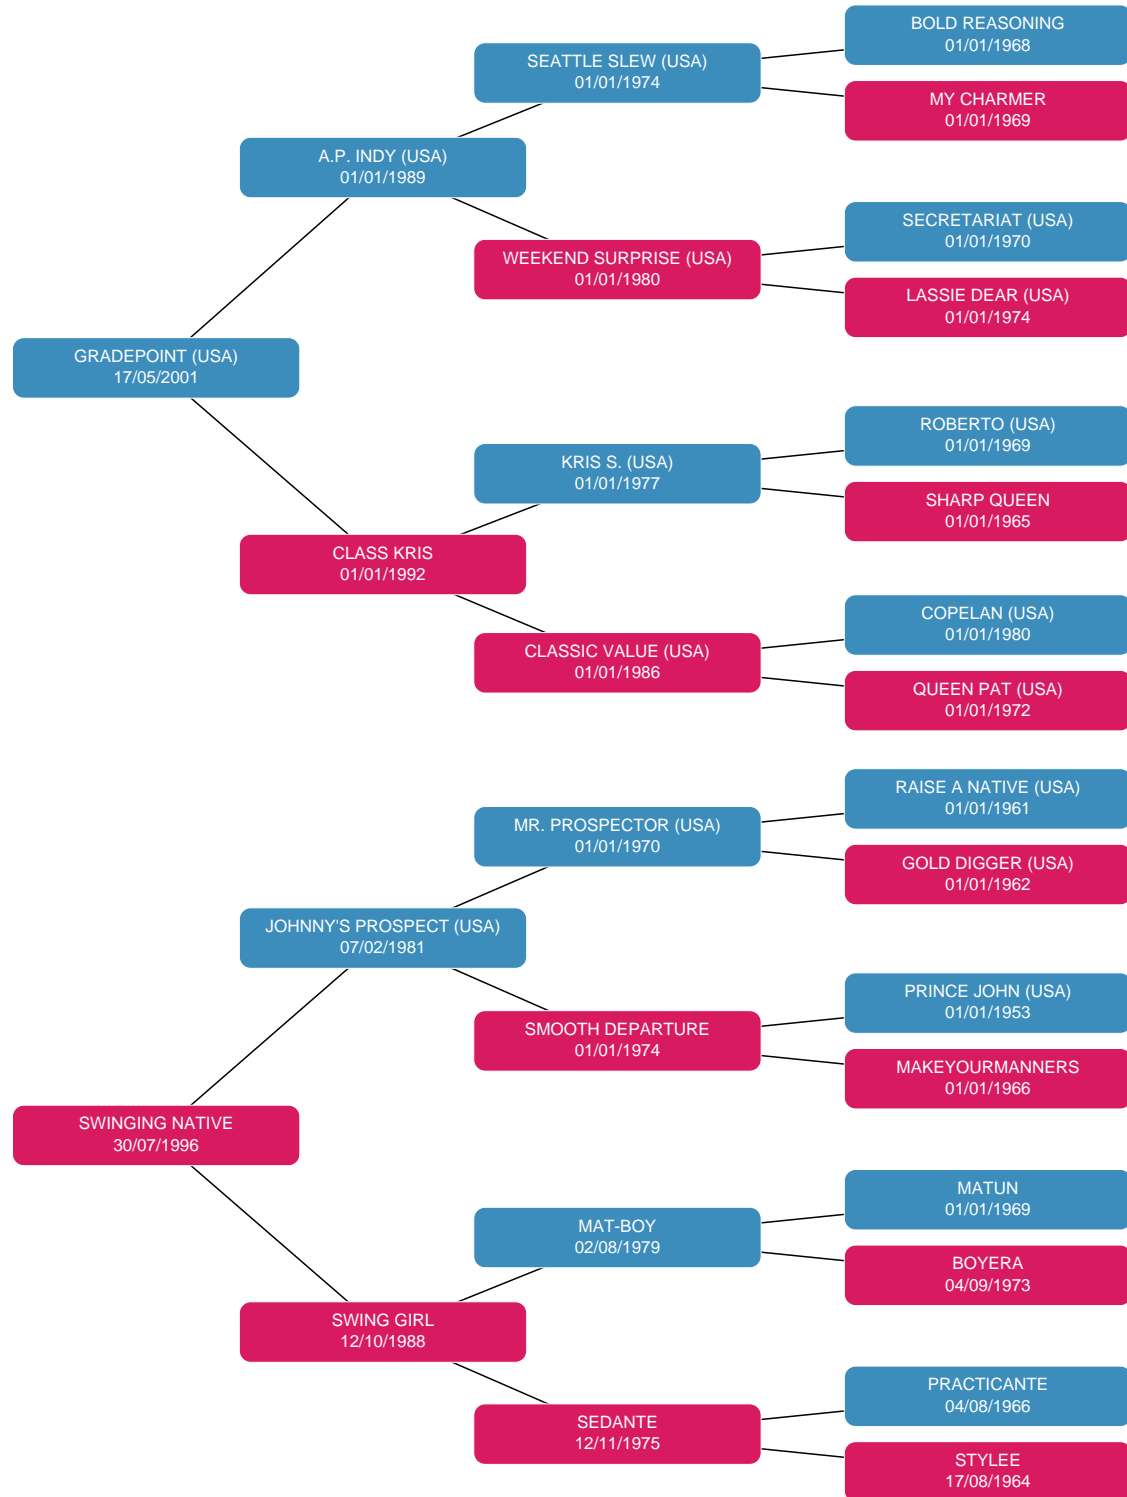 BOLD REASONING
01/01/1968
SEATTLE SLEW (USA)
01/01/1974
MY CHARMER
01/01/1969
A.P. INDY (USA)
01/01/1989
SECRETARIAT (USA)
01/01/1970
WEEKEND SURPRISE (USA)
01/01/1980
LASSIE DEAR (USA)
01/01/1974
GRADEPOINT (USA)
17/05/2001
ROBERTO (USA)
01/01/1969
KRIS S. (USA)
01/01/1977
SHARP QUEEN
01/01/1965
CLASS KRIS
01/01/1992
COPELAN (USA)
01/01/1980
CLASSIC VALUE (USA)
01/01/1986
QUEEN PAT (USA)
01/01/1972
RAISE A NATIVE (USA)
01/01/1961
MR. PROSPECTOR (USA)
01/01/1970
GOLD DIGGER (USA)
01/01/1962
JOHNNY'S PROSPECT (USA)
07/02/1981
PRINCE JOHN (USA)
01/01/1953
SMOOTH DEPARTURE
01/01/1974
MAKEYOURMANNERS
01/01/1966
SWINGING NATIVE
30/07/1996
MATUN
01/01/1969
MAT-BOY
02/08/1979
BOYERA
04/09/1973
SWING GIRL
12/10/1988
PRACTICANTE
04/08/1966
SEDANTE
12/11/1975
STYLEE
17/08/1964